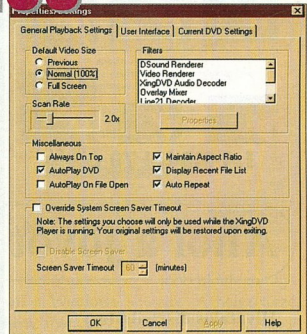 Properties/Settings
General Playback Settings
User Interface
Current DVD Settings
Default Video Size
Previous
Normal (100%)
Full Screen
Filters
DSound Renderer
Video Renderer
XingDVD Audio Decoder
Overlay Mixer
Line21 Decoder
Scan Rate
2.0x
Properties
Miscellaneous
Always On Top
AutoPlay DVD
AutoPlay On File Open
Maintain Aspect Ratio
Display Recent File List
Auto Repeat
Override System Screen Saver Timeout
Note: The settings you choose will only be used while the XingDVD
Player is running. Your original settings will be restored upon exiting.
Disable Screen Saver
Screen Saver Timeout 60 (minutes)
OK
Cancel
Apply
Help